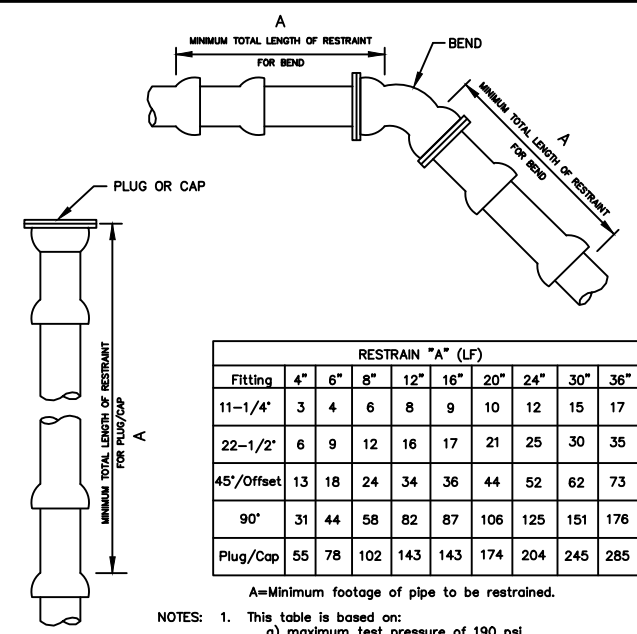 A
MINIMUM TOTAL LENGTH OF RESTRAINT
FOR BEND
BEND
MINIMUM TOTAL LENGTH OF RESTRAINT
FOR BEND
A
PLUG OR CAP
MINIMUM TOTAL LENGTH OF RESTRAINT
FOR PLUG/CAP
A
RESTRAIN "A" (LF)
Fitting 4" 6" 8" 12" 16" 20" 24" 30" 36"
11-1/4° 3 4 6 8 9 10 12 15 17
22-1/2° 6 9 12 16 17 21 25 30 35
45°/Offset 13 18 24 34 36 44 52 62 73
90° 31 44 58 82 87 106 125 151 176
Plug/Cap 55 78 102 143 143 174 204 245 285
A=Minimum footage of pipe to be restrained.
NOTES: 1. This table is based on:
a) maximum test pressure of 190 psi